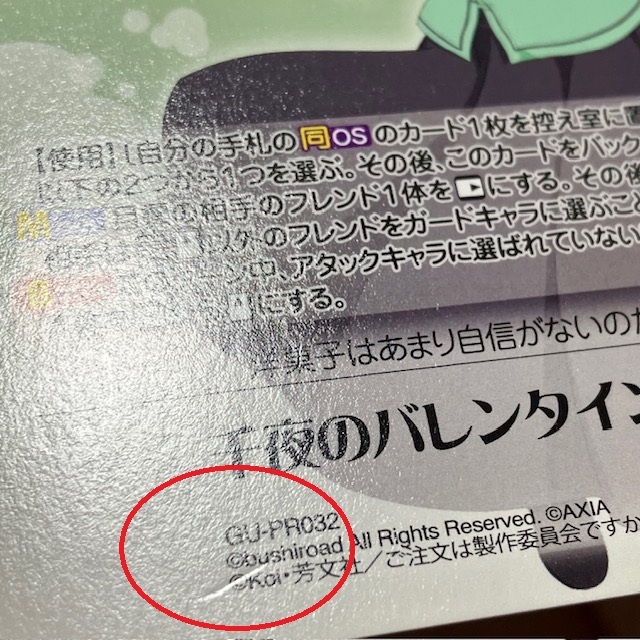 【使用】[自分の手札の同OSのカード1枚を控え室に置
以下の2つから1つを選ぶ。その後、このカードをバック
自分の相手のフレンド1体を▶にする。その後
外のフレンドをガードキャラに選ぶこと
ン中、アタックキャラに選ばれていない
にする。
菓子はあまり自信がないのだ
千夜のバレンタイン
GU-PR032
©bushiroad All Rights Reserved. ©AXIA
©Koi・芳文社／ご注文は製作委員会ですか